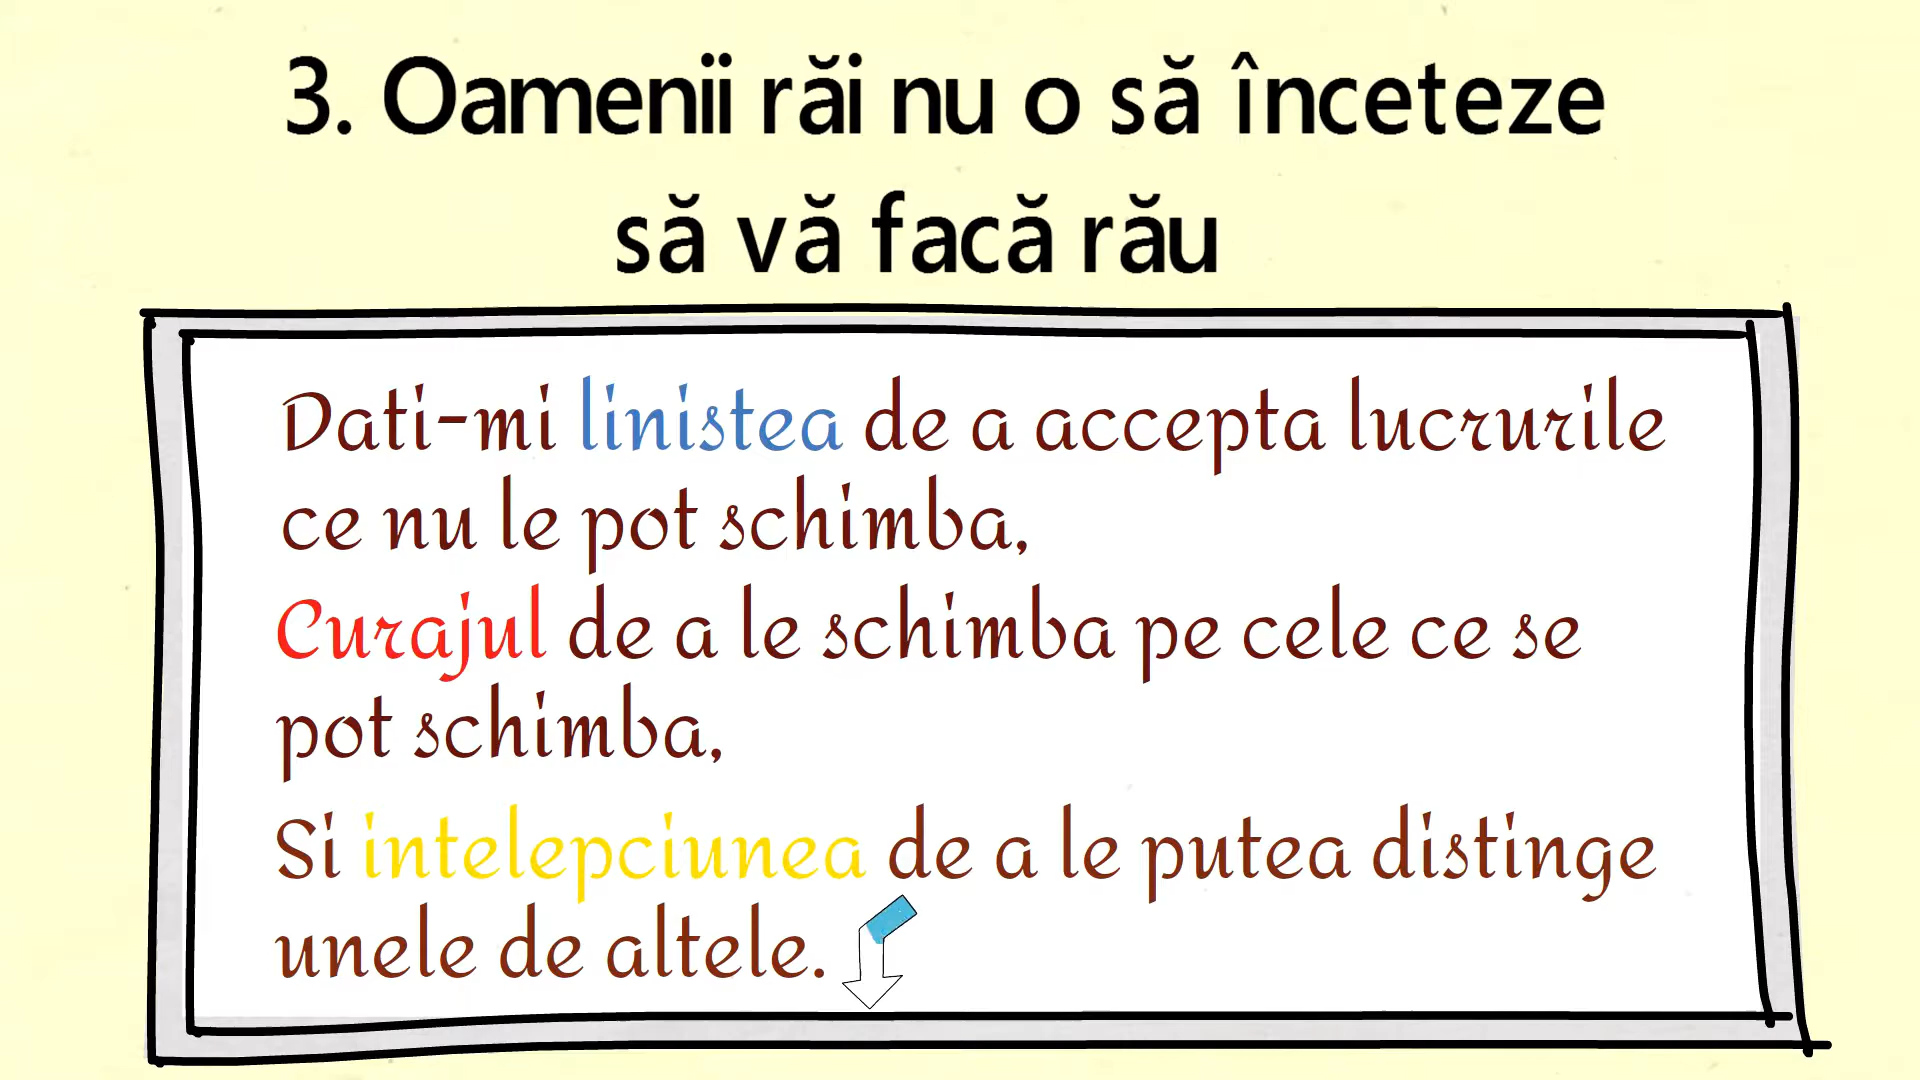 3. Oamenii răi nu o să înceteze
să vă facă rău
Dati-mi linistea de a accepta lucrurile
ce nu le pot schimba,
Curajul de a le schimba pe cele ce se
pot schimba,
Si intelepciunea de a le putea distinge
unele de altele.